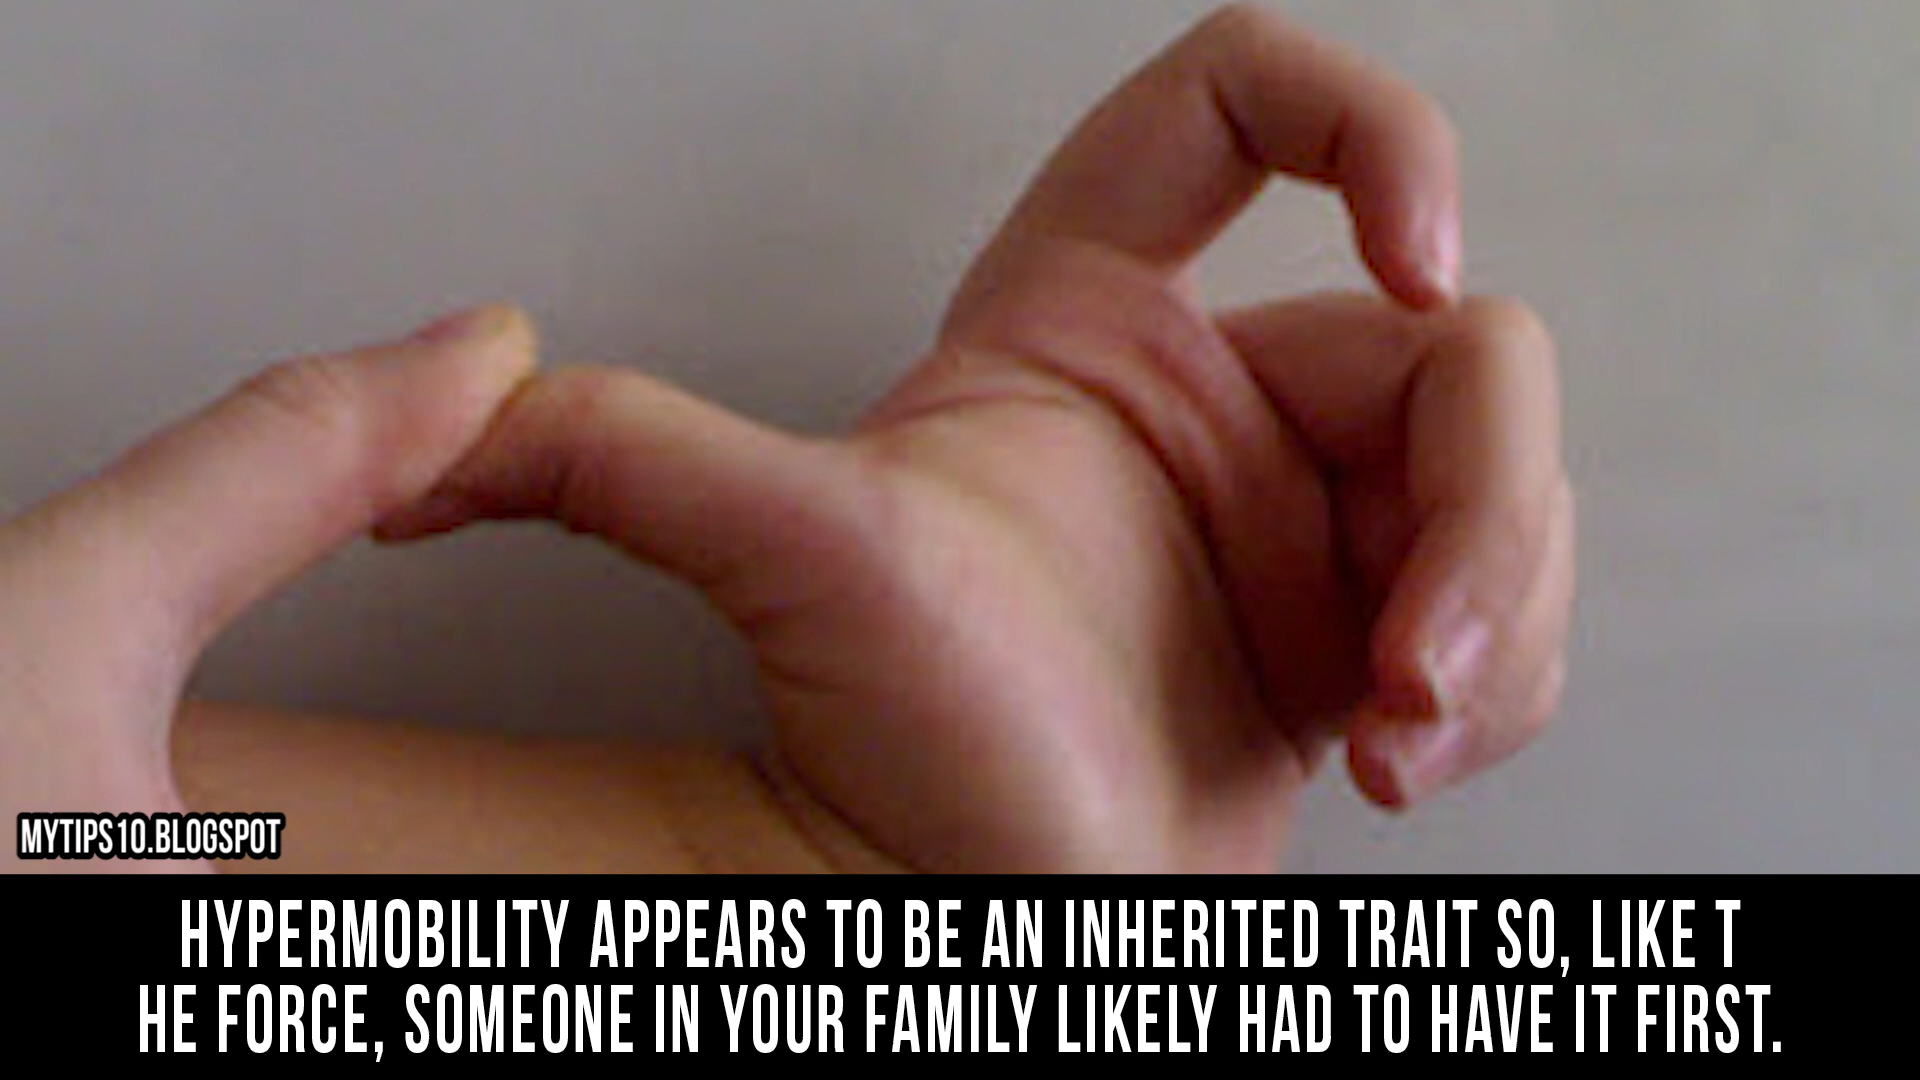 MYTIPS10.BLOGSPOT
HYPERMOBILITY APPEARS TO BE AN INHERITED TRAIT SO, LIKE T
HE FORCE, SOMEONE IN YOUR FAMILY LIKELY HAD TO HAVE IT FIRST.